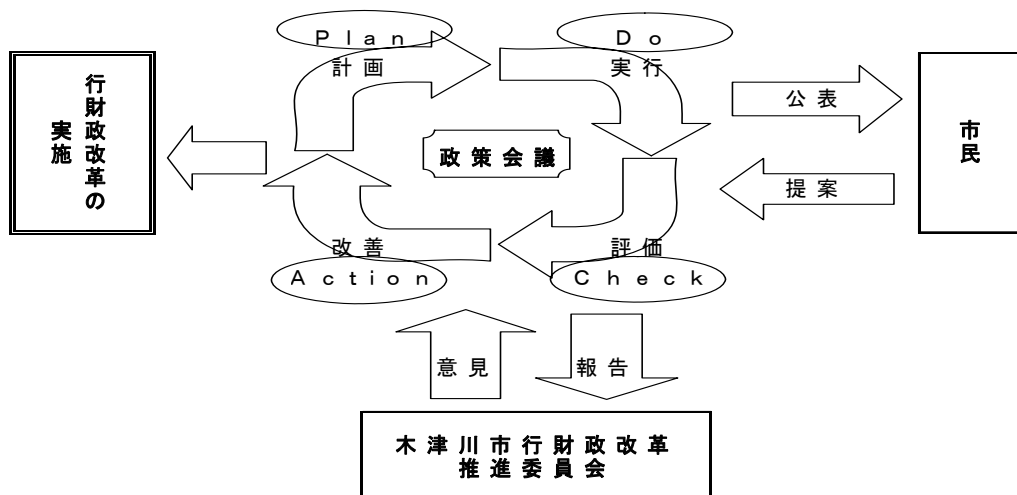 Plan
計画
Do
実行
行財政改革の
実施
政策会議
公表
提案
市民
改善
Action
評価
Check
意見
報告
木津川市行財政改革
推進委員会